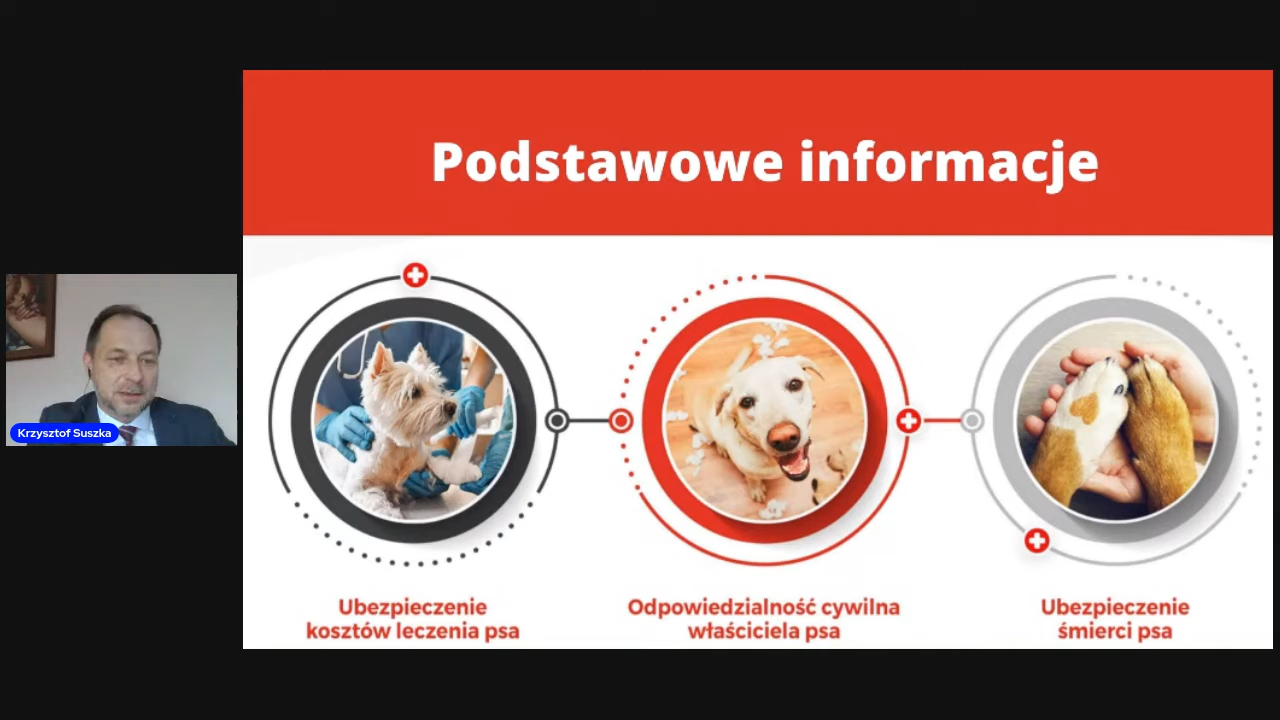 Podstawowe informacje
Krzysztof Suszka
Ubezpieczenie
kosztów leczenia psa
Odpowiedzialność cywilna
właściciela psa
Ubezpieczenie
śmierci psa